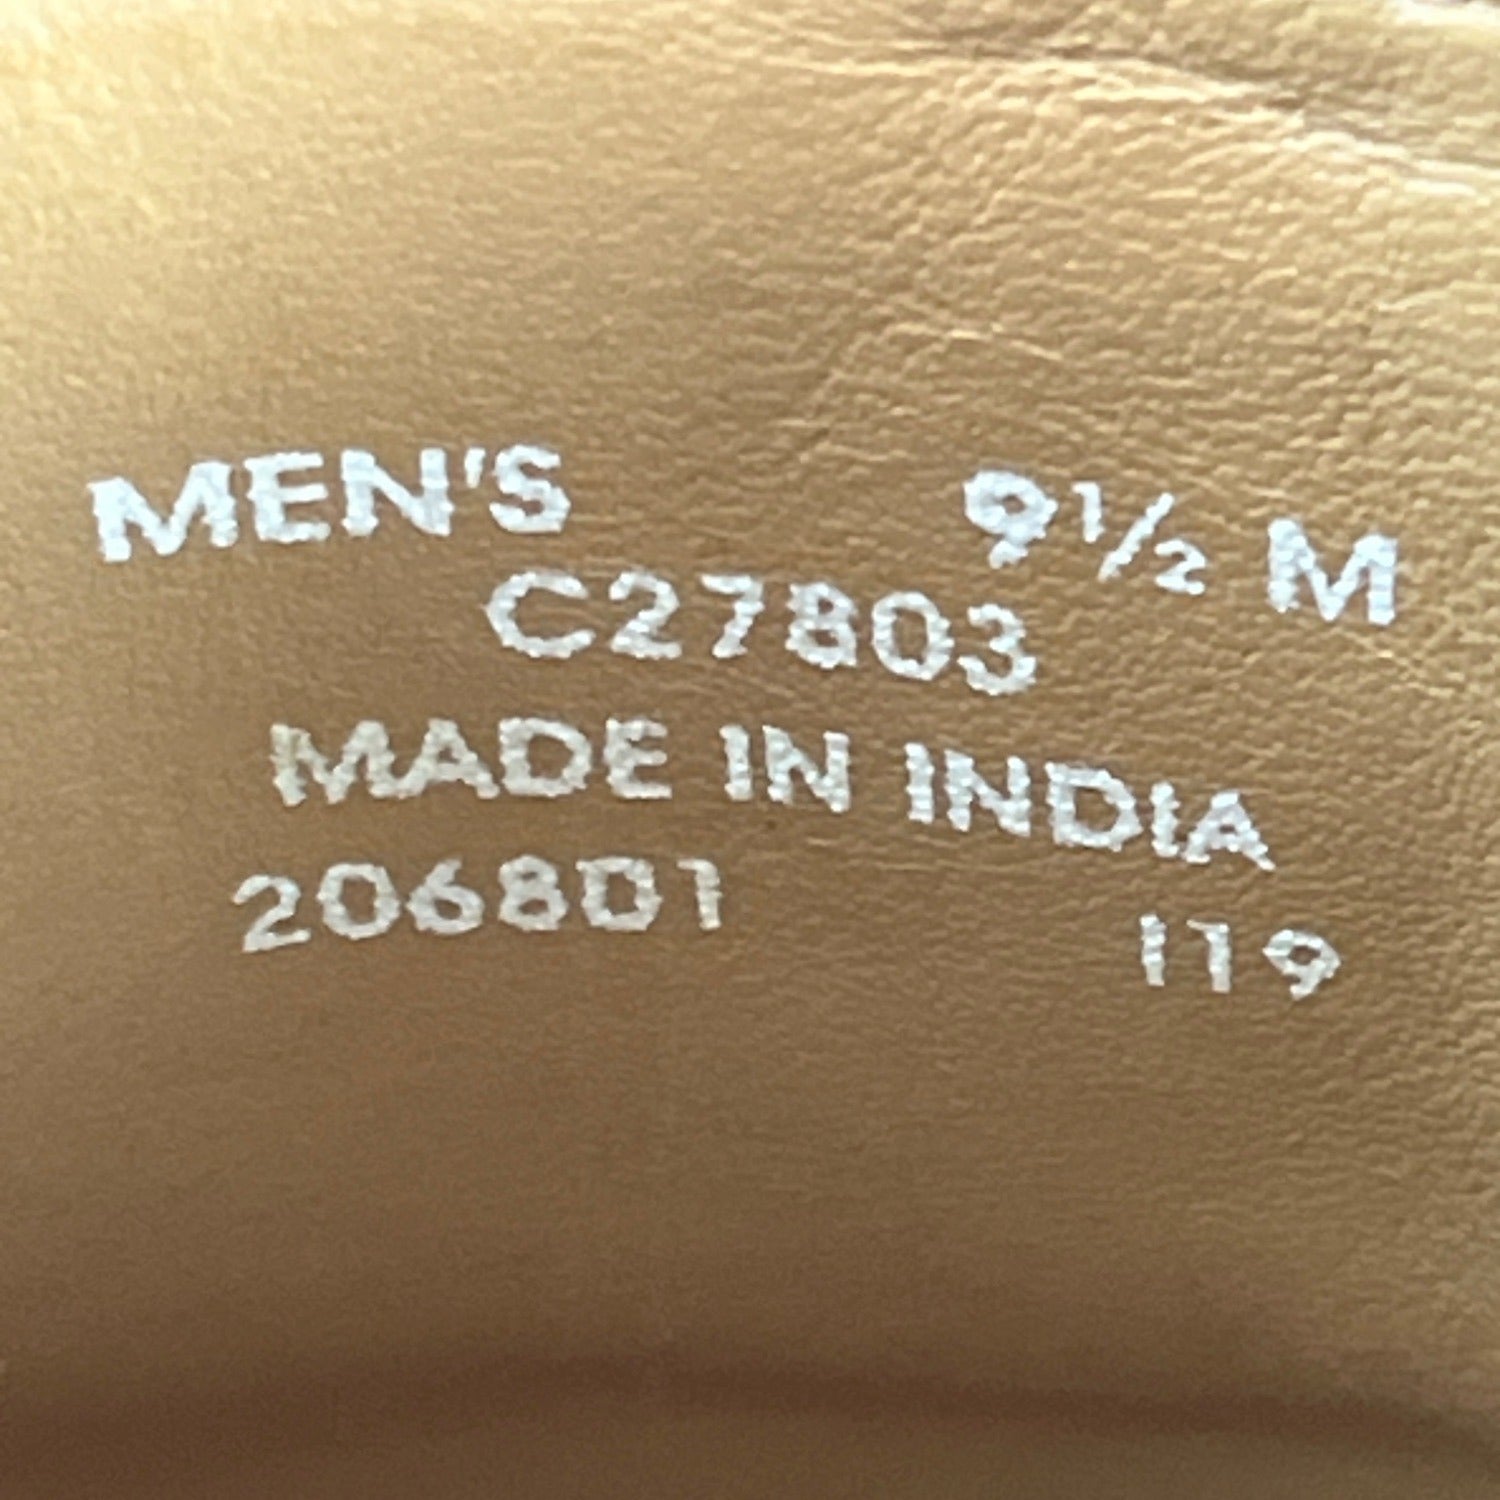 MEN'S 9½ M
C27803
MADE IN INDIA
206801 119